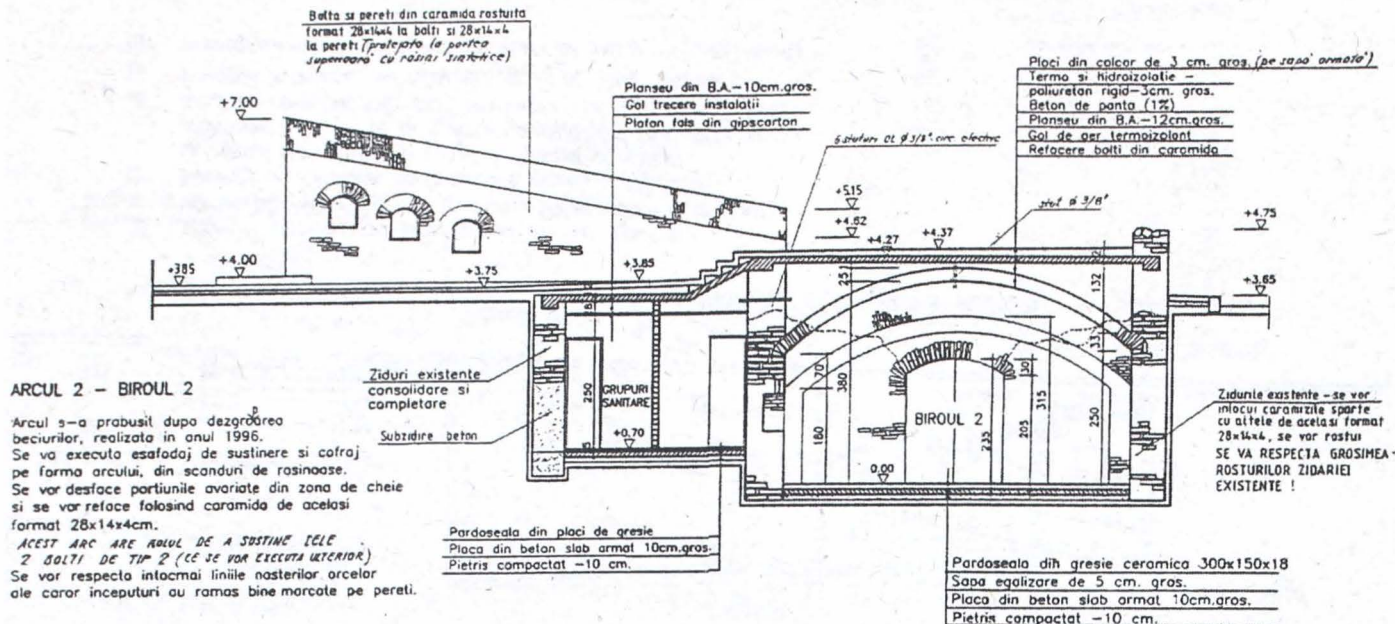 Bolta si pereti din caramida rostuita
format 28x14x4 la bolti si 28x14x4
la pereti (protejata la partea
superioara cu rasini sintetice)
Planseu din B.A.-10cm.gros.
Gol trecere instalatii
Plafon fals din gipscarton
Placi din calcar de 3 cm. gros. (pe sapa armata)
Termo si hidroizolatie -
poliuretan rigid-3cm. gros.
Beton de panta (1%)
Planseu din B.A.-12cm.gros.
Gol de aer termoizolant
Refacere bolti din caramida
+7,00
+5.15
+4.62
+4.27
+4.37
+4.75
stut ø 3/8"
+385
+4.00
+3.75
+3.85
+3.65
132
33
250
GRUPURI
SANITARE
+0.70
70
360
160
BIROUL 2
0.00
130
235
205
315
250
Ziduri existente
consolidare si
completare
Subzidire beton
Zidurile existente - se vor
inlocui caramizile sparte
cu altele de acelasi format
28x14x4, se vor rostui
SE VA RESPECTA GROSIMEA
ROSTURILOR ZIDARIEI
EXISTENTE !
ARCUL 2 - BIROUL 2
Arcul s-a prabusit dupa dezgroparea
beciurilor, realizata in anul 1996.
Se va executa esafodaj de sustinere si cofraj
pe forma arcului, din scanduri de rasinoase.
Se vor desface portiunile avariate din zona de cheie
si se vor reface folosind caramida de acelasi
format 28x14x4cm.
ACEST ARC ARE ROLUL DE A SUSTINE CELE
2 BOLTI DE TIP 2 (CE SE VOR EXECUTA ULTERIOR)
Se vor respecta intocmai liniile nasterilor arcelor
ale caror inceputuri au ramas bine marcate pe pereti.
Pardoseala din placi de gresie
Placa din beton slab armat 10cm.gros.
Pietris compactat -10 cm.
Pardoseala din gresie ceramica 300x150x18
Sapa egalizare de 5 cm. gros.
Placa din beton slab armat 10cm.gros.
Pietris compactat -10 cm.